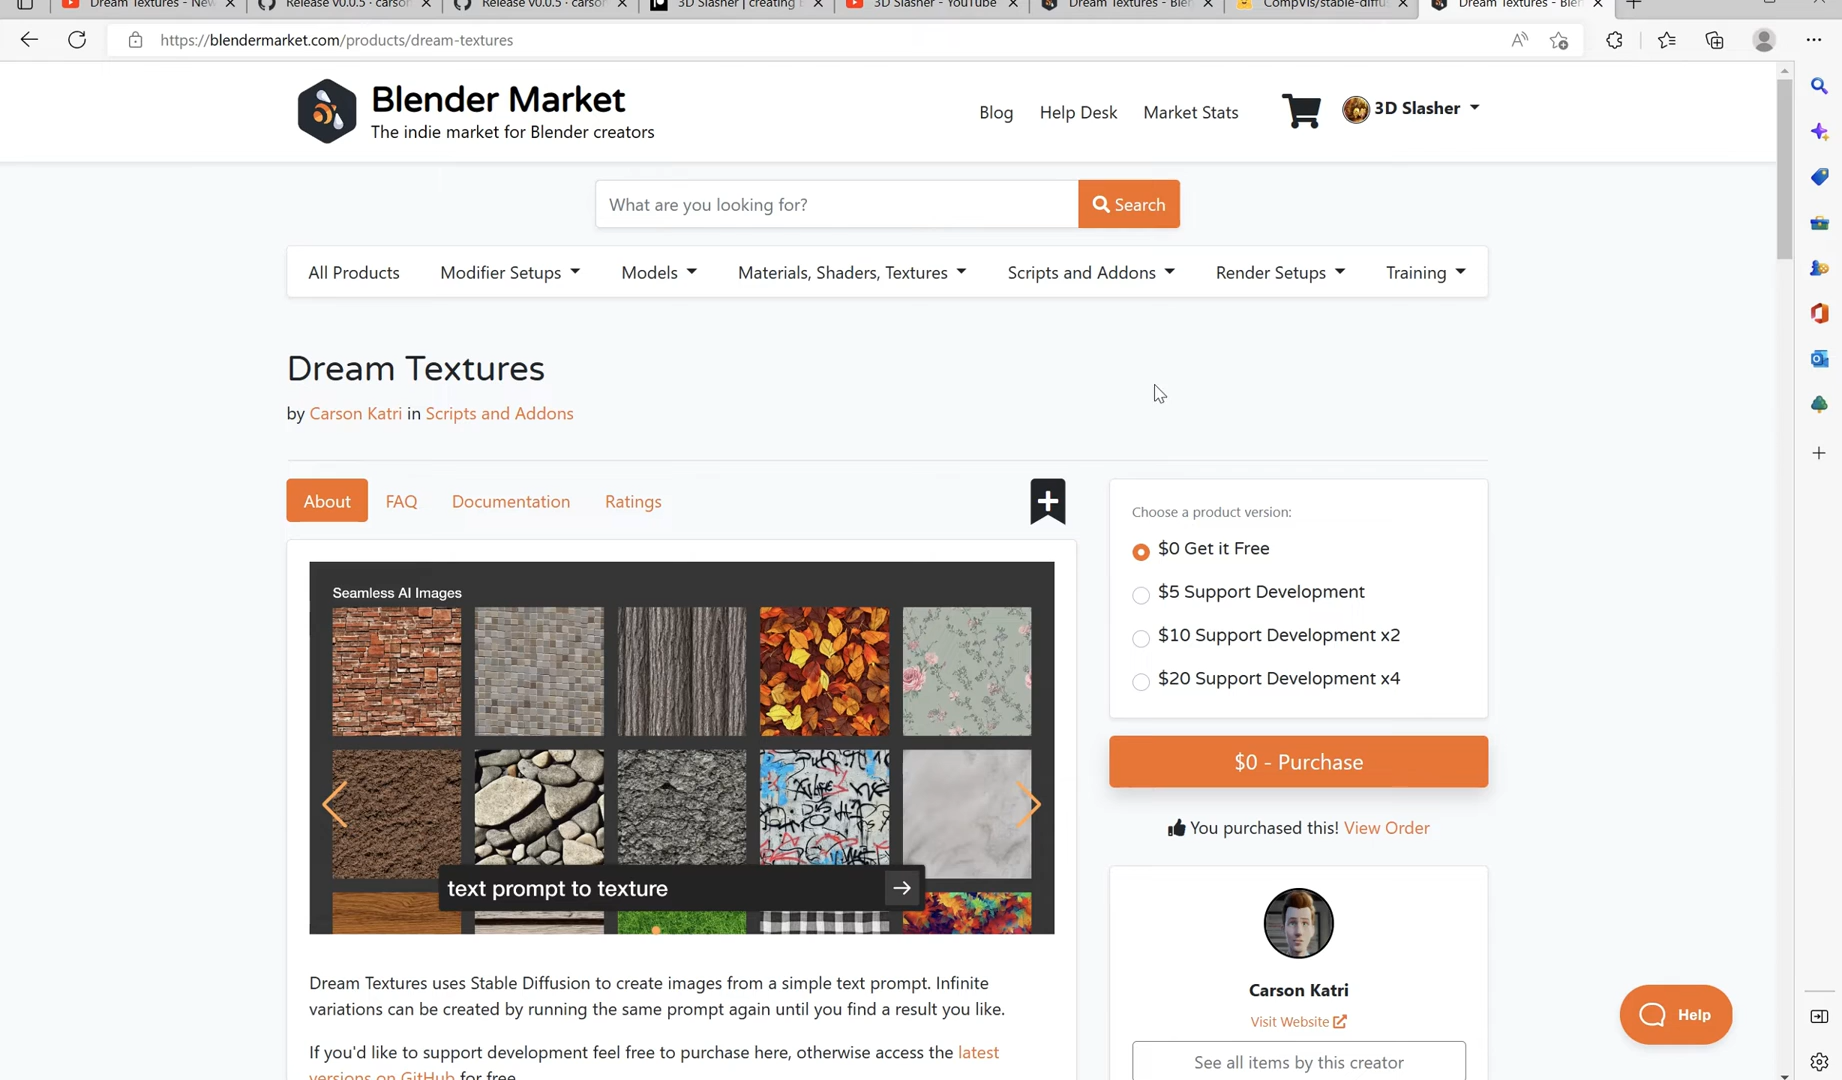 Dream Textures - New
Release v0.0.5 · carson
Release v0.0.5 · carson
3D Slasher | creating
3D Slasher - YouTube
Dream Textures - Blen
CompVis/stable-diffu
Dream Textures - Blen
https://blendermarket.com/products/dream-textures
Blender Market
The indie market for Blender creators
Blog Help Desk Market Stats
3D Slasher
What are you looking for?
Search
All Products Modifier Setups Models Materials, Shaders, Textures Scripts and Addons Render Setups Training
Dream Textures
by Carson Katri in Scripts and Addons
About FAQ Documentation Ratings
Seamless AI Images
text prompt to texture
Dream Textures uses Stable Diffusion to create images from a simple text prompt. Infinite
variations can be created by running the same prompt again until you find a result you like.
If you'd like to support development feel free to purchase here, otherwise access the latest
versions on GitHub for free.
Choose a product version:
$0 Get it Free
$5 Support Development
$10 Support Development x2
$20 Support Development x4
$0 - Purchase
You purchased this! View Order
Carson Katri
Visit Website
See all items by this creator
Help